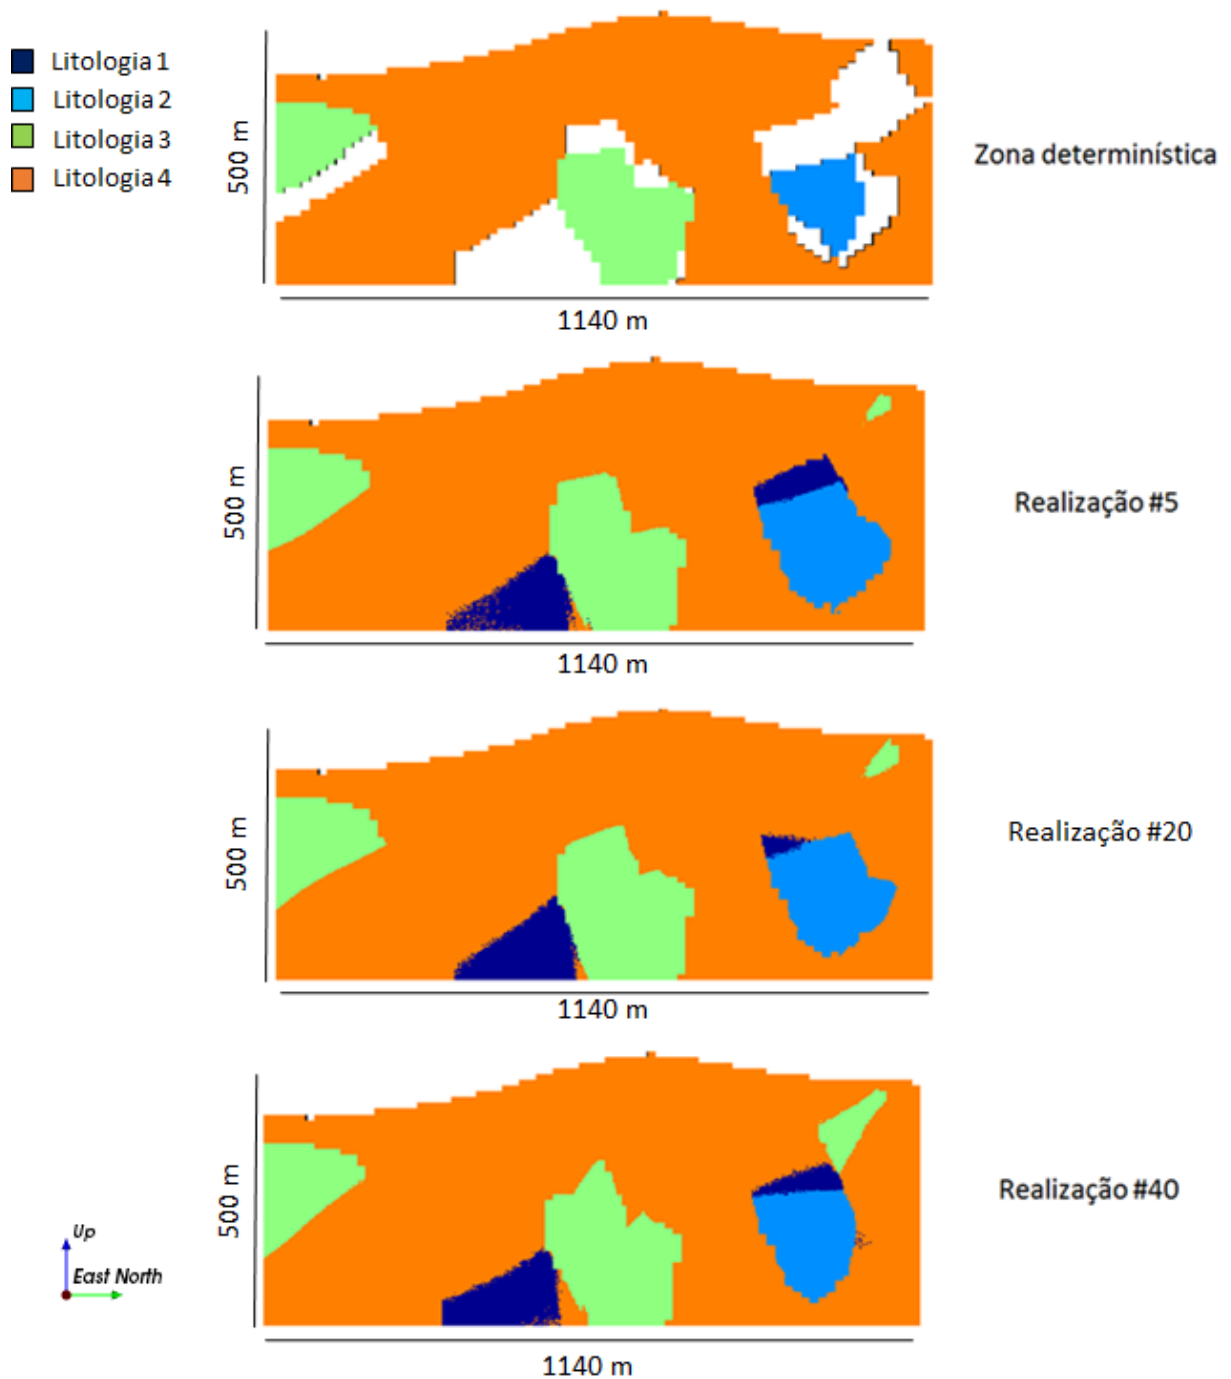 Litologia 1
Litologia 2
Litologia 3
Litologia 4
500 m
Zona determinística
1140 m
500 m
Realização #5
1140 m
500 m
Realização #20
1140 m
500 m
Realização #40
Up
East North
1140 m